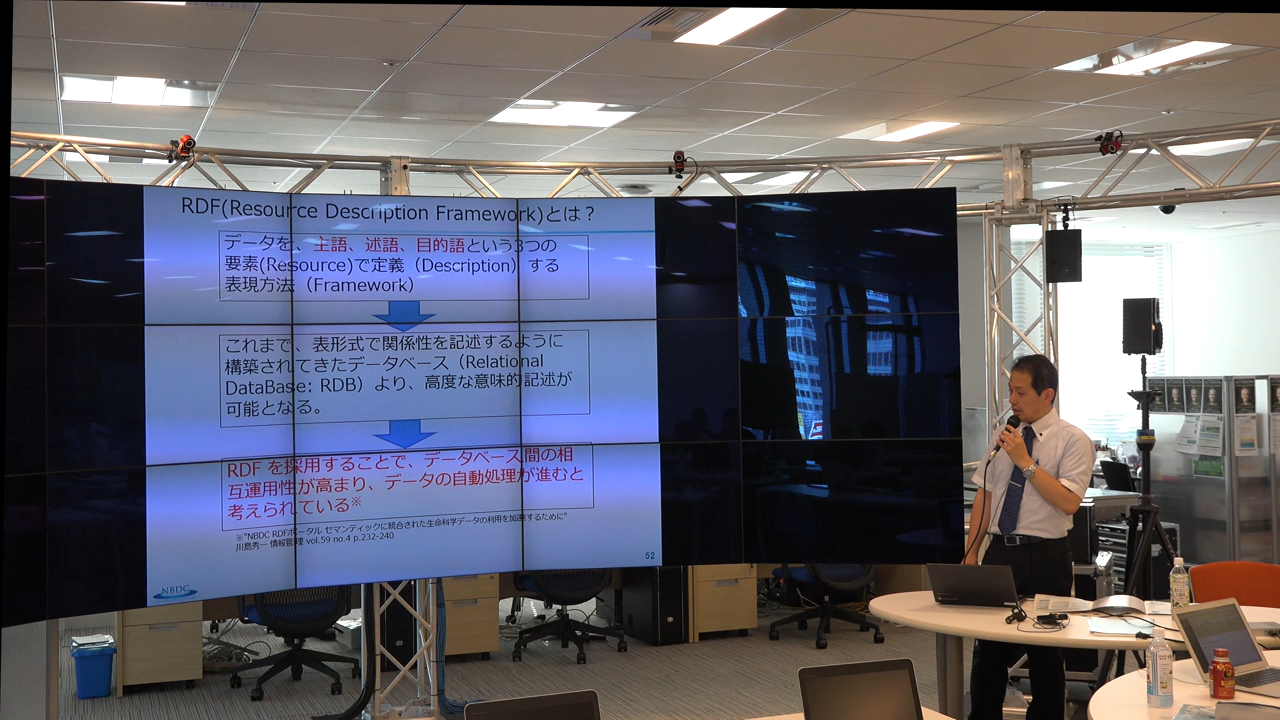 RDF(Resource Description Framework)とは？
データを、主語、述語、目的語という3つの
要素(Resource)で定義（Description）する
表現方法（Framework）
これまで、表形式で関係性を記述するように
構築されてきたデータベース（Relational
DataBase: RDB）より、高度な意味的記述が
可能となる。
RDF を採用することで、データベース間の相
互運用性が高まり、データの自動処理が進むと
考えられている※
※"NBDC RDFポータル セマンティックに統合された生命科学データの利用を加速するために"
川島秀一 情報管理 vol.59 no.4 p.232-240
52
NBDC